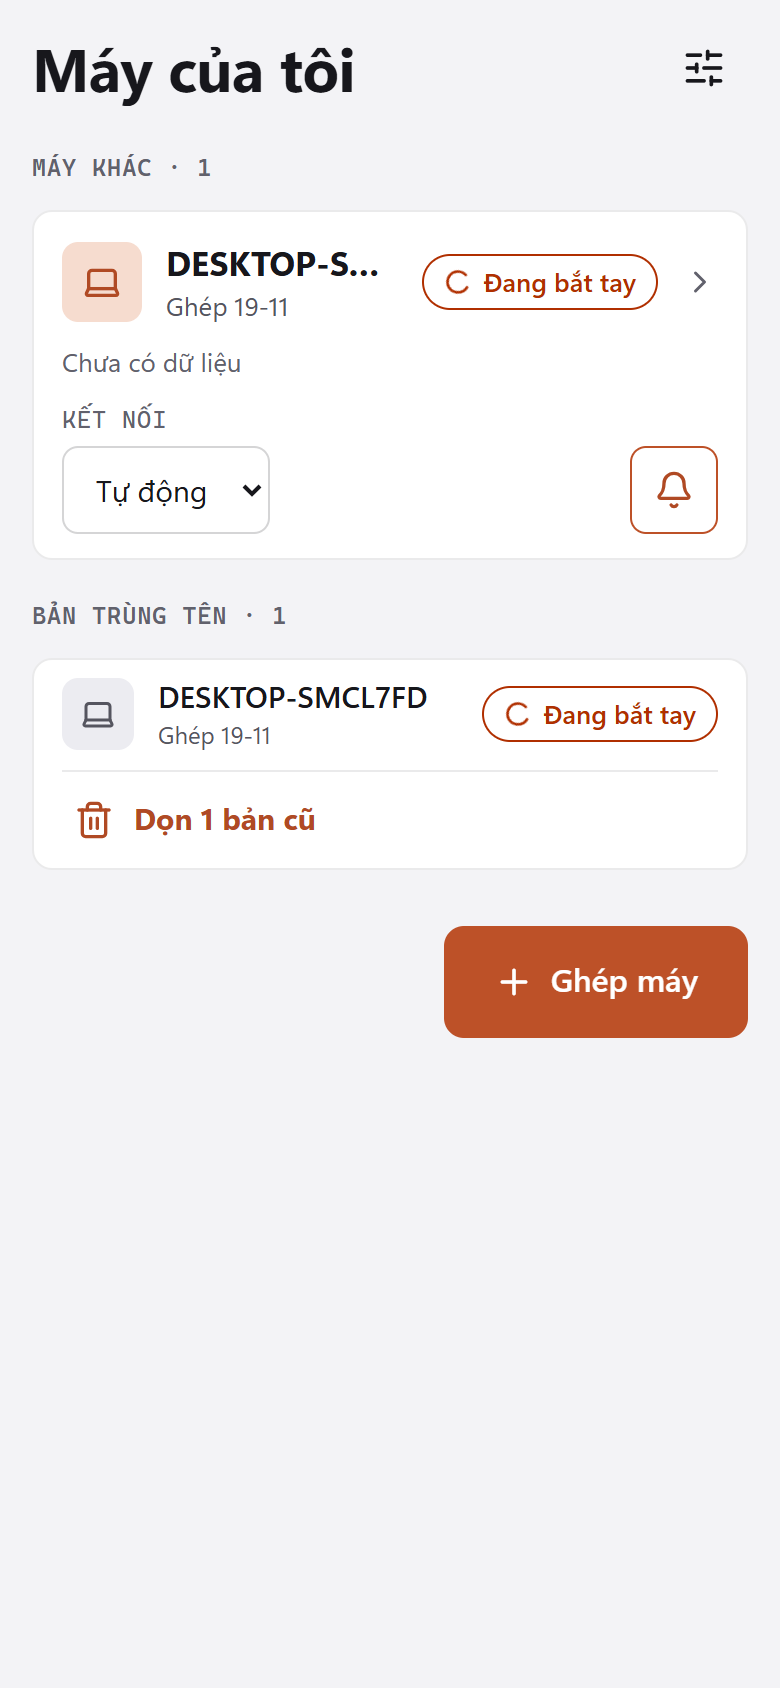 Máy của tôi
MÁY KHÁC · 1
DESKTOP-S...
Ghép 19-11
Đang bắt tay
Chưa có dữ liệu
KẾT NỐI
Tự động
BẢN TRÙNG TÊN · 1
DESKTOP-SMCL7FD
Ghép 19-11
Đang bắt tay
Dọn 1 bản cũ
Ghép máy